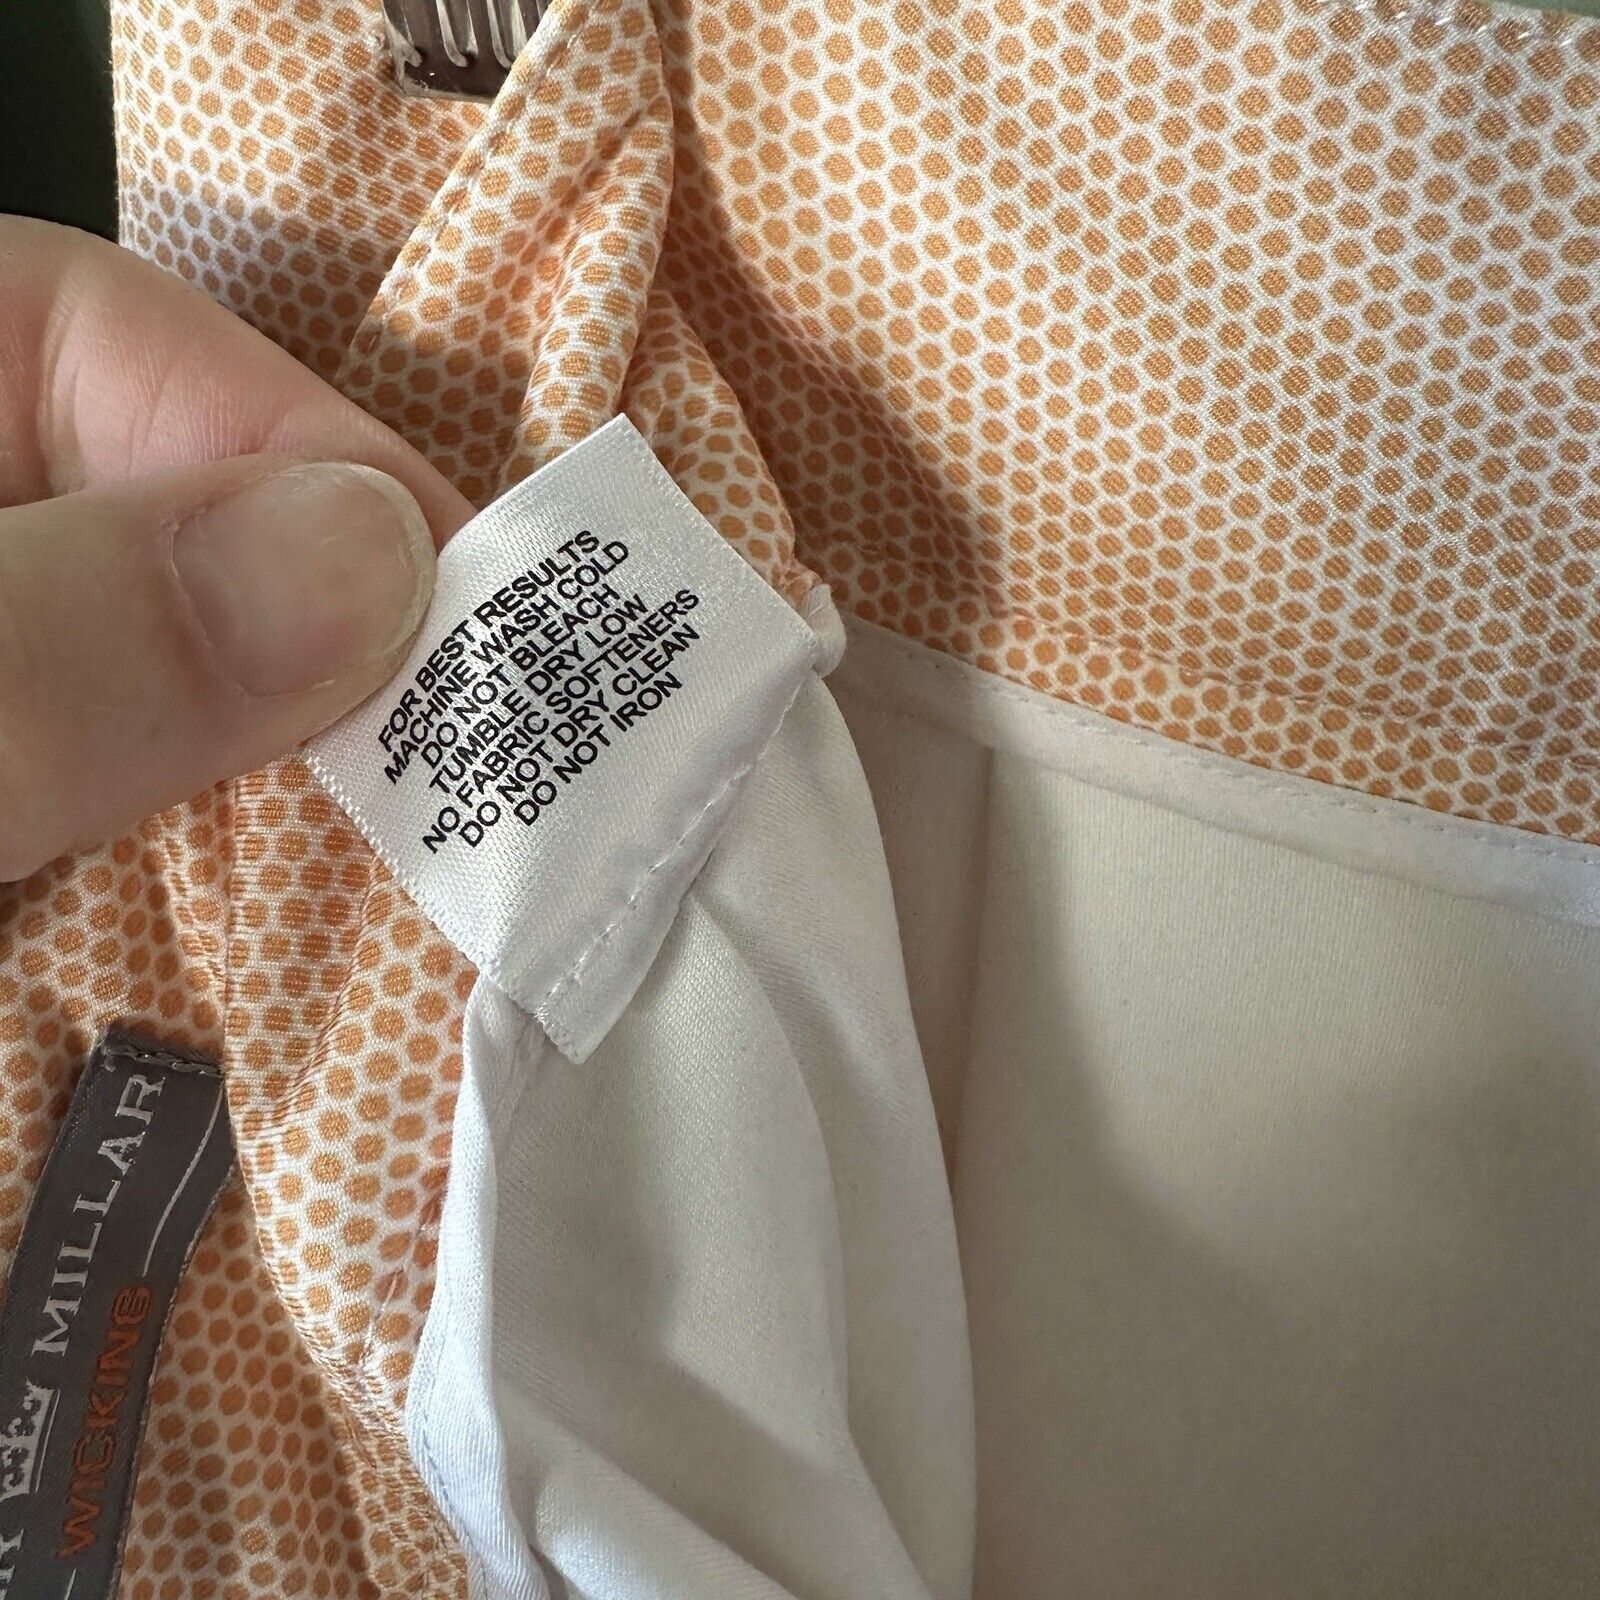 FOR BEST RESULTS
MACHINE WASH COLD
DO NOT BLEACH
TUMBLE DRY LOW
NO FABRIC SOFTENERS
DO NOT DRY CLEAN
DO NOT IRON
MILLAR
WICKING